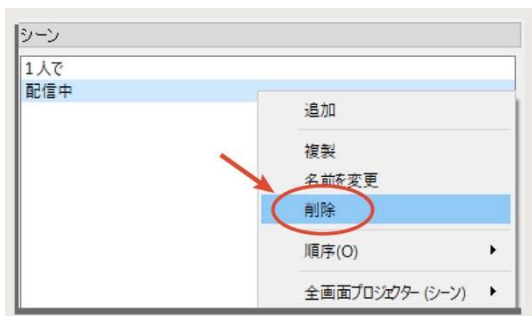 シーン
1人で
配信中
追加
複製
名前を変更
削除
順序(O)
全画面プロジェクター (シーン)